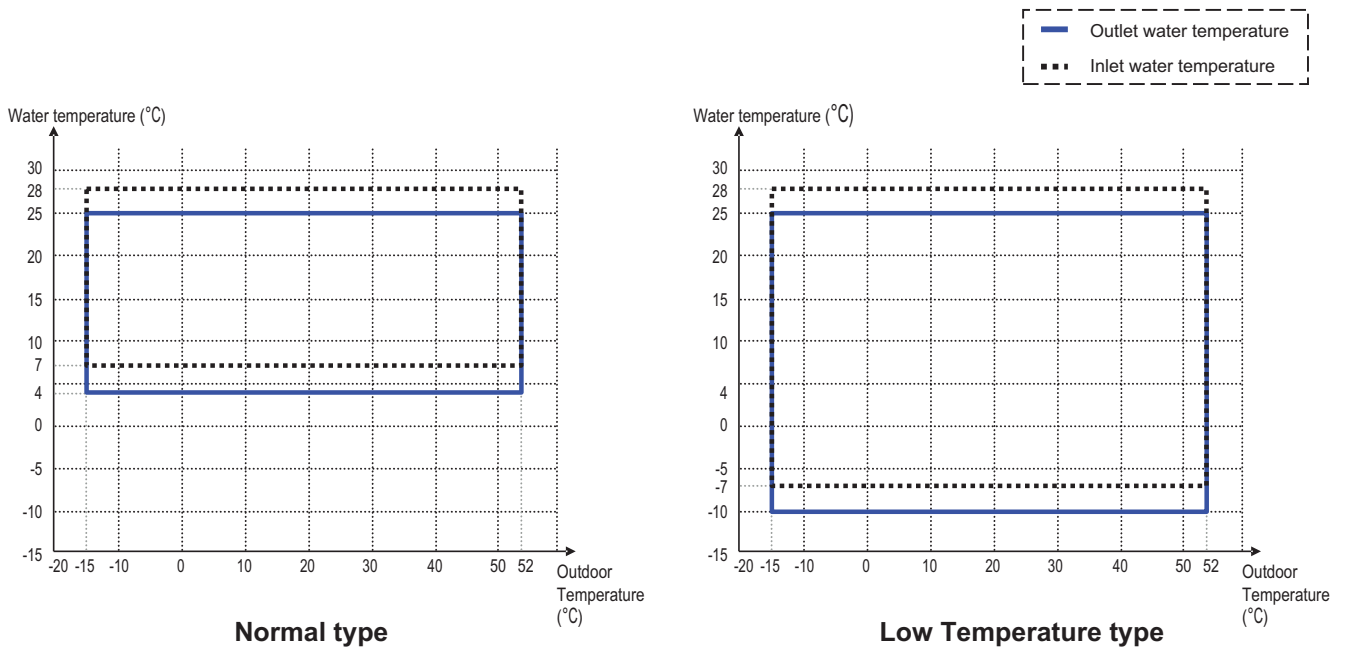 Outlet water temperature
Inlet water temperature
Water temperature (°C)
30
28
25
20
15
10
7
4
0
-5
-10
-15
-20 -15 -10 0 10 20 30 40 50 52
Outdoor
Temperature
(°C)
Normal type
Water temperature (°C)
30
28
25
20
15
10
4
0
-5
-7
-10
-15
-20 -15 -10 0 10 20 30 40 50 52
Outdoor
Temperature
(°C)
Low Temperature type